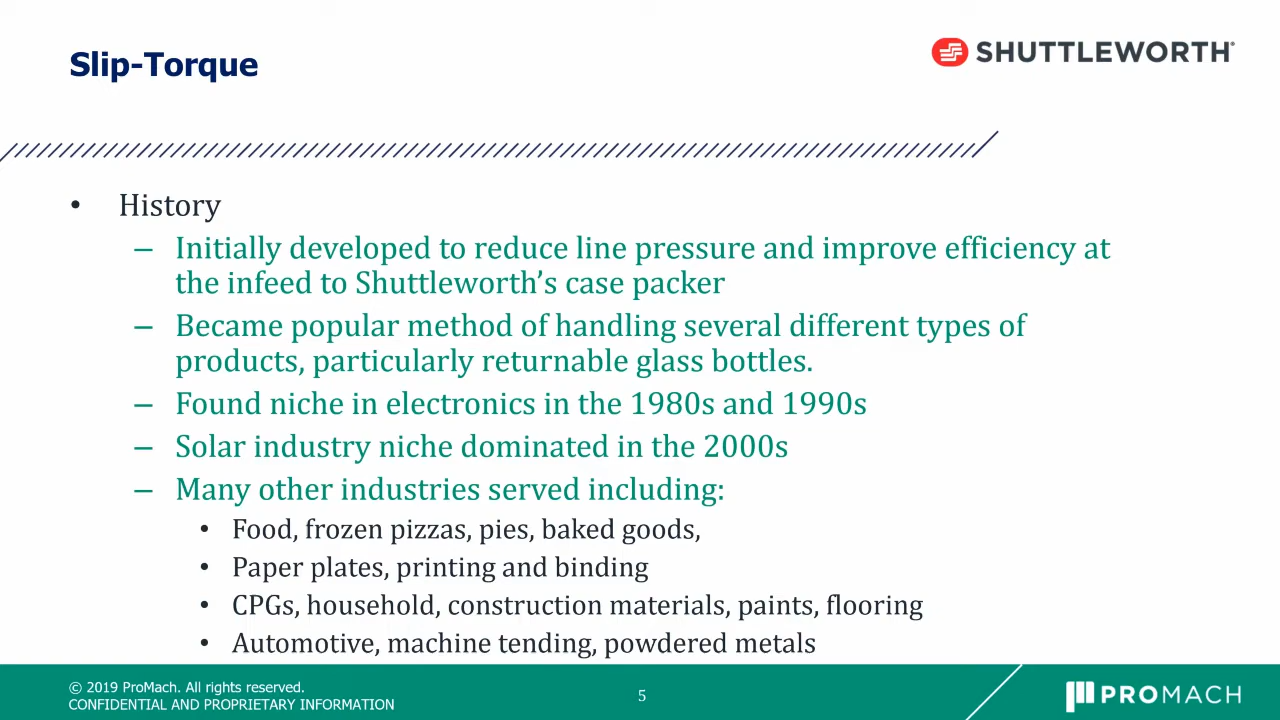 Slip-Torque
SHUTTLEWORTH®
• History
– Initially developed to reduce line pressure and improve efficiency at
the infeed to Shuttleworth’s case packer
– Became popular method of handling several different types of
products, particularly returnable glass bottles.
– Found niche in electronics in the 1980s and 1990s
– Solar industry niche dominated in the 2000s
– Many other industries served including:
• Food, frozen pizzas, pies, baked goods,
• Paper plates, printing and binding
• CPGs, household, construction materials, paints, flooring
• Automotive, machine tending, powdered metals
© 2019 ProMach. All rights reserved.
CONFIDENTIAL AND PROPRIETARY INFORMATION
5
PROMACH